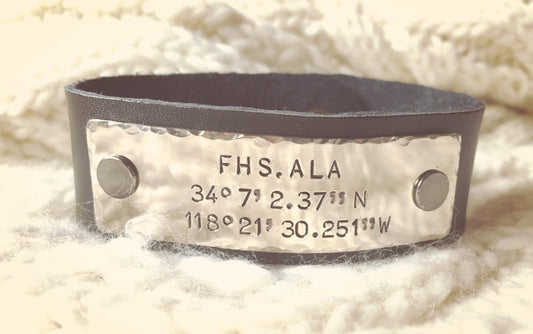 FHS.ALA
34° 7' 2.37" N
118° 21' 30.251" W